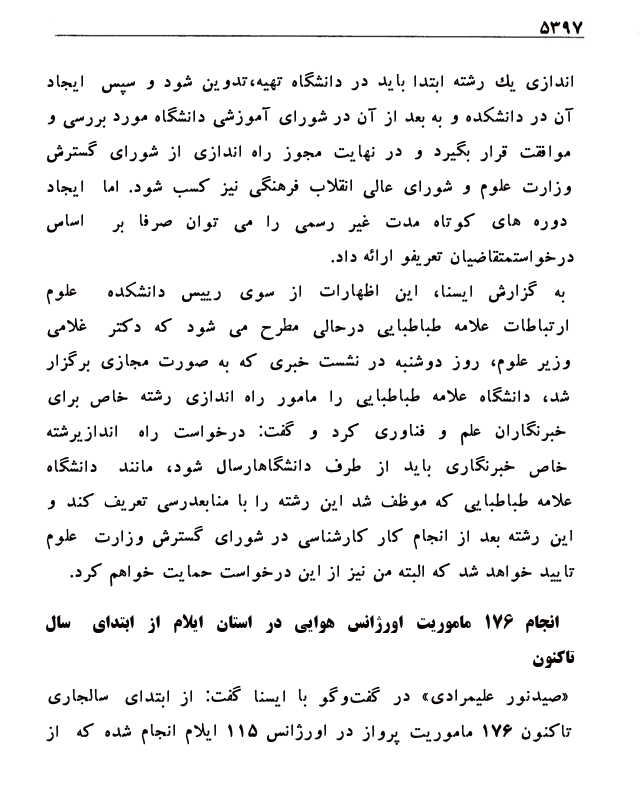 ۵۳۹۷
اندازی یك رشته ابتدا باید در دانشگاه تهیه،تدوین شود و سپس ایجاد
آن در دانشکده و به بعد از آن در شورای آموزشی دانشگاه مورد بررسی و
موافقت قرار بگیرد و در نهایت مجوز راه اندازی از شورای گسترش
وزارت علوم و شورای عالی انقلاب فرهنگی نیز کسب شود. اما ایجاد
دوره های کوتاه مدت غیر رسمی را می توان صرفا بر اساس
درخواستمتقاضیان تعریفو ارائه داد.
به گزارش ایسنا، این اظهارات از سوی رییس دانشکده علوم
ارتباطات علامه طباطبایی درحالی مطرح می شود که دکتر غلامی
وزیر علوم، روز دوشنبه در نشست خبری که به صورت مجازی برگزار
شد، دانشگاه علامه طباطبایی را مامور راه اندازی رشته خاص برای
خبرنگاران علم و فناوری کرد و گفت: درخواست راه اندازیرشته
خاص خبرنگاری باید از طرف دانشگاهارسال شود، مانند دانشگاه
علامه طباطبایی که موظف شد این رشته را با منابعدرسی تعریف کند و
این رشته بعد از انجام کار کارشناسی در شورای گسترش وزارت علوم
تایید خواهد شد که البته من نیز از این درخواست حمایت خواهم کرد.
انجام ۱۷۶ ماموریت اورژانس هوایی در استان ایلام از ابتدای سال
تاکنون
«صیدنور علیمرادی» در گفت‌وگو با ایسنا گفت: از ابتدای سالجاری
تاکنون ۱۷۶ ماموریت پرواز در اورژانس ۱۱۵ ایلام انجام شده که از